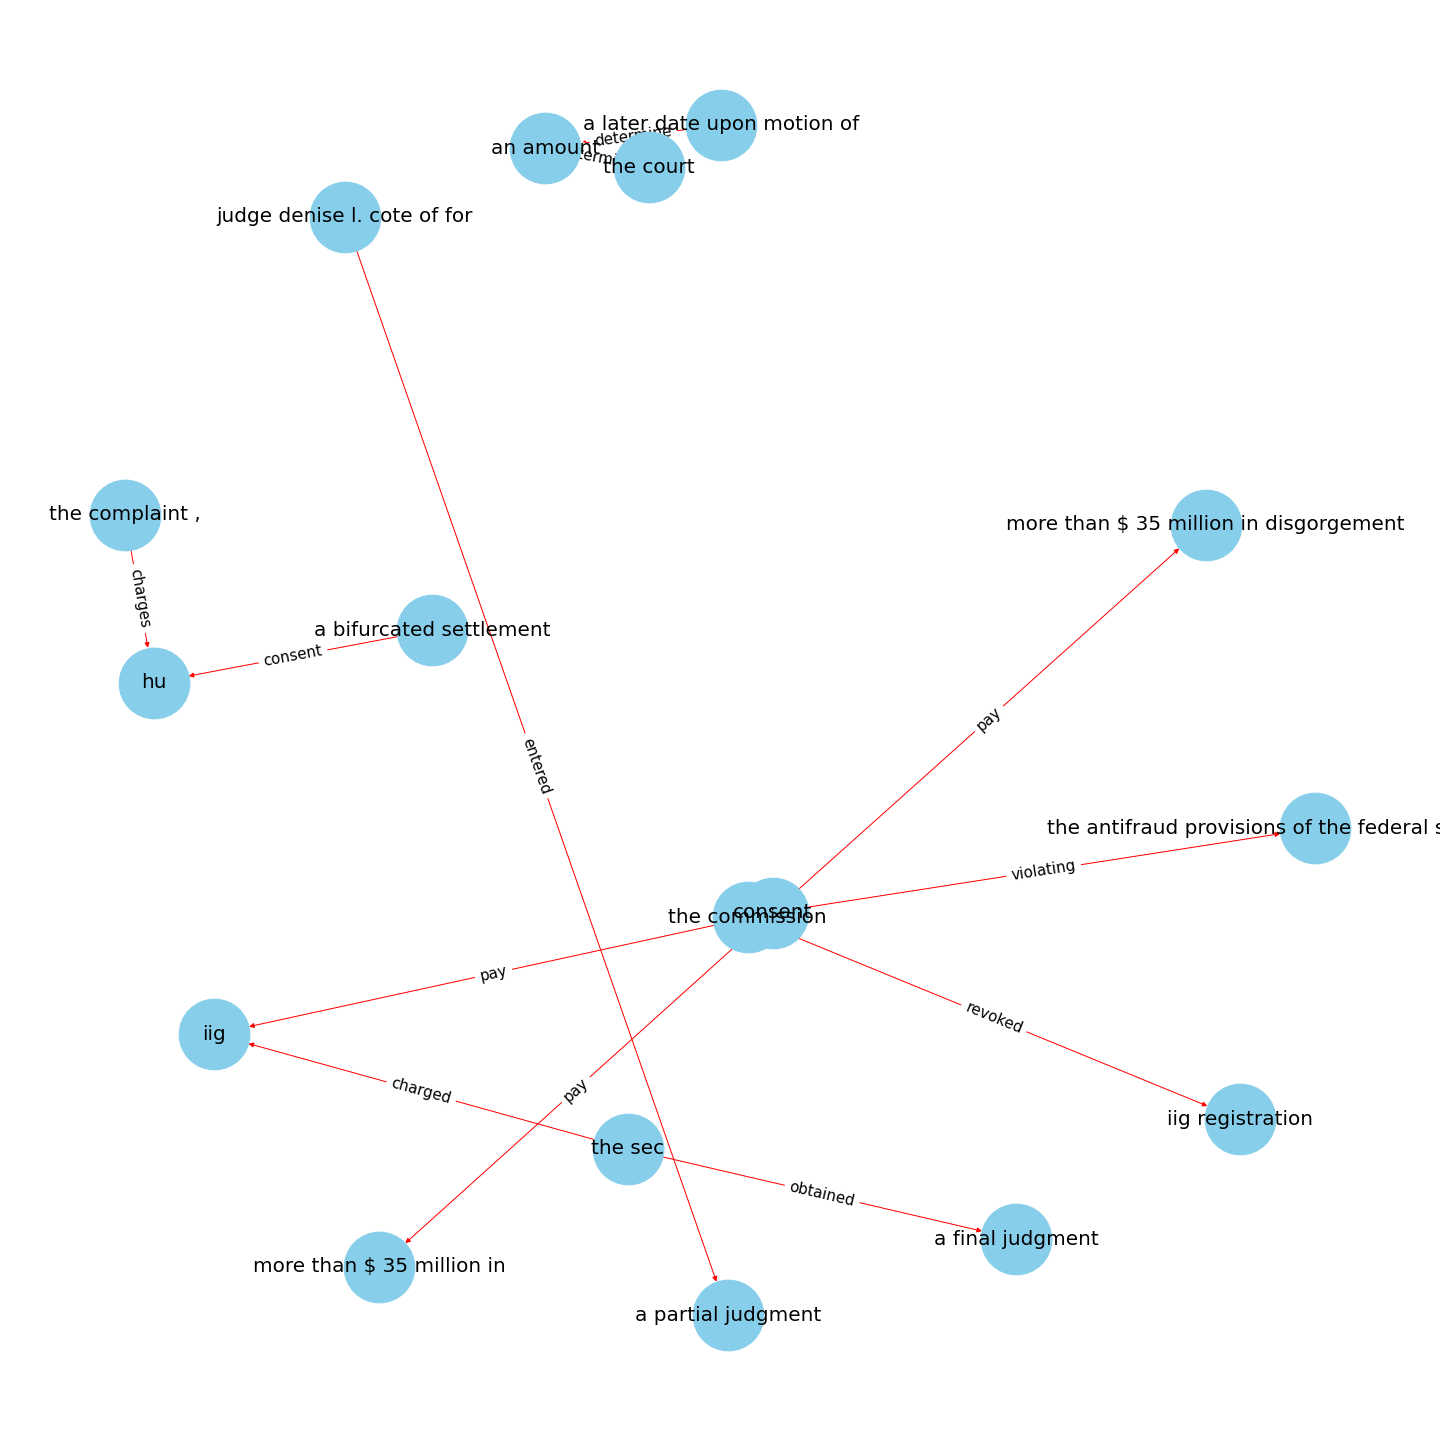 a later date upon motion of
determine
an amount
the court
judge denise l. cote of for
the complaint ,
more than $ 35 million in disgorgement
charges
a bifurcated settlement
consent
hu
pay
entered
the antifraud provisions of the federal
violating
consent
the commission
pay
revoked
iig
charged
pay
iig registration
the sec
obtained
a final judgment
more than $ 35 million in
a partial judgment